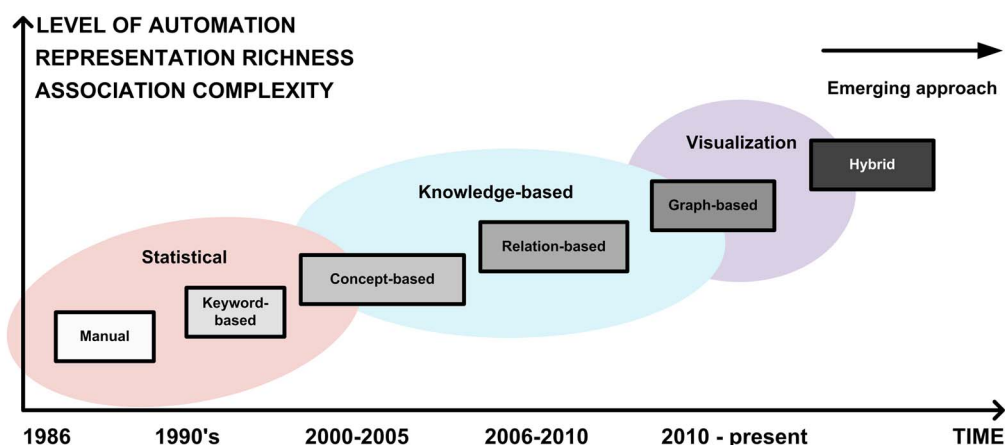 LEVEL OF AUTOMATION
REPRESENTATION RICHNESS
ASSOCIATION COMPLEXITY
Emerging approach
Visualization
Hybrid
Knowledge-based
Graph-based
Relation-based
Statistical
Concept-based
Keyword-
based
Manual
1986 1990's 2000-2005 2006-2010 2010 - present TIME